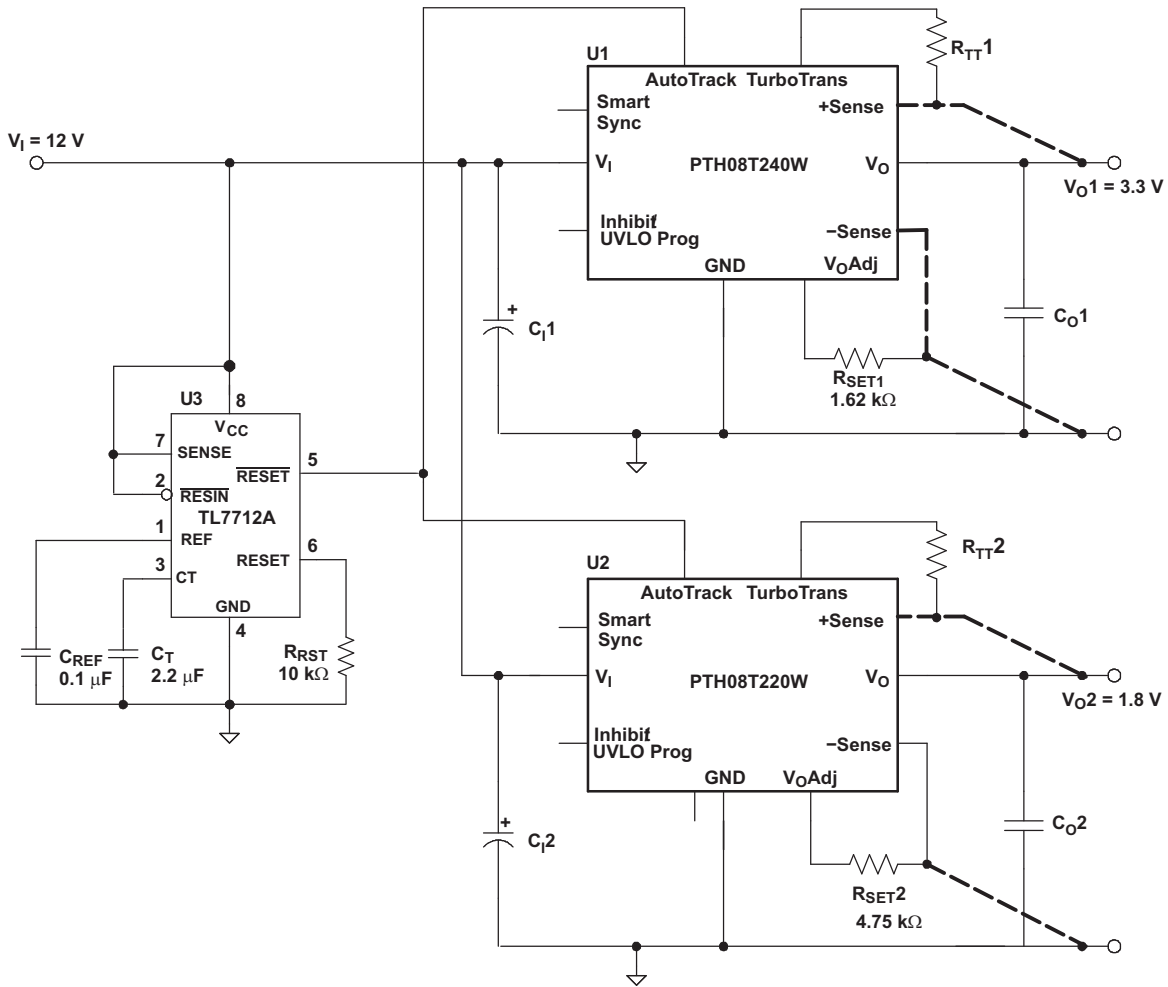 U1
R_TT1
AutoTrack TurboTrans
Smart
Sync
+Sense
V_I = 12 V
V_I
PTH08T240W
V_O
V_O1 = 3.3 V
Inhibit/
UVLO Prog
−Sense
GND
V_OAdj
+
C_I1
C_O1
R_SET1
1.62 kΩ
U3
8
V_CC
7
SENSE
5
RESET
2
RESIN
TL7712A
1
REF
6
RESET
3
CT
GND
4
C_REF
0.1 μF
C_T
2.2 μF
R_RST
10 kΩ
U2
R_TT2
AutoTrack TurboTrans
Smart
Sync
+Sense
V_I
PTH08T220W
V_O
V_O2 = 1.8 V
Inhibit/
UVLO Prog
−Sense
GND
V_OAdj
+
C_I2
C_O2
R_SET2
4.75 kΩ